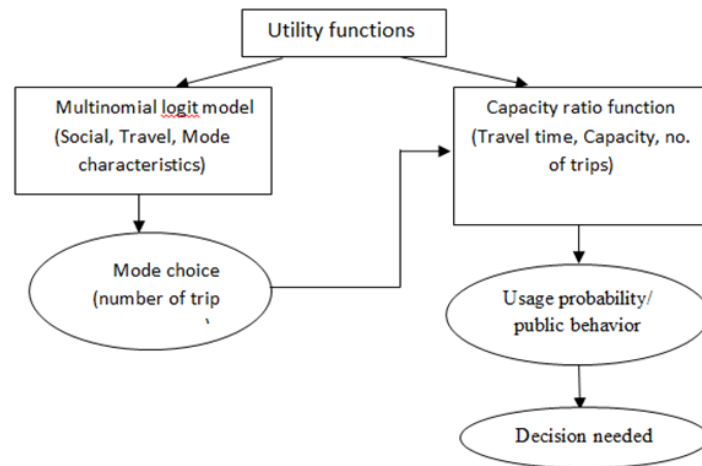 Utility functions
Multinomial logit model
(Social, Travel, Mode
characteristics)
Capacity ratio function
(Travel time, Capacity, no.
of trips)
Mode choice
(number of trip
Usage probability/
public behavior
Decision needed